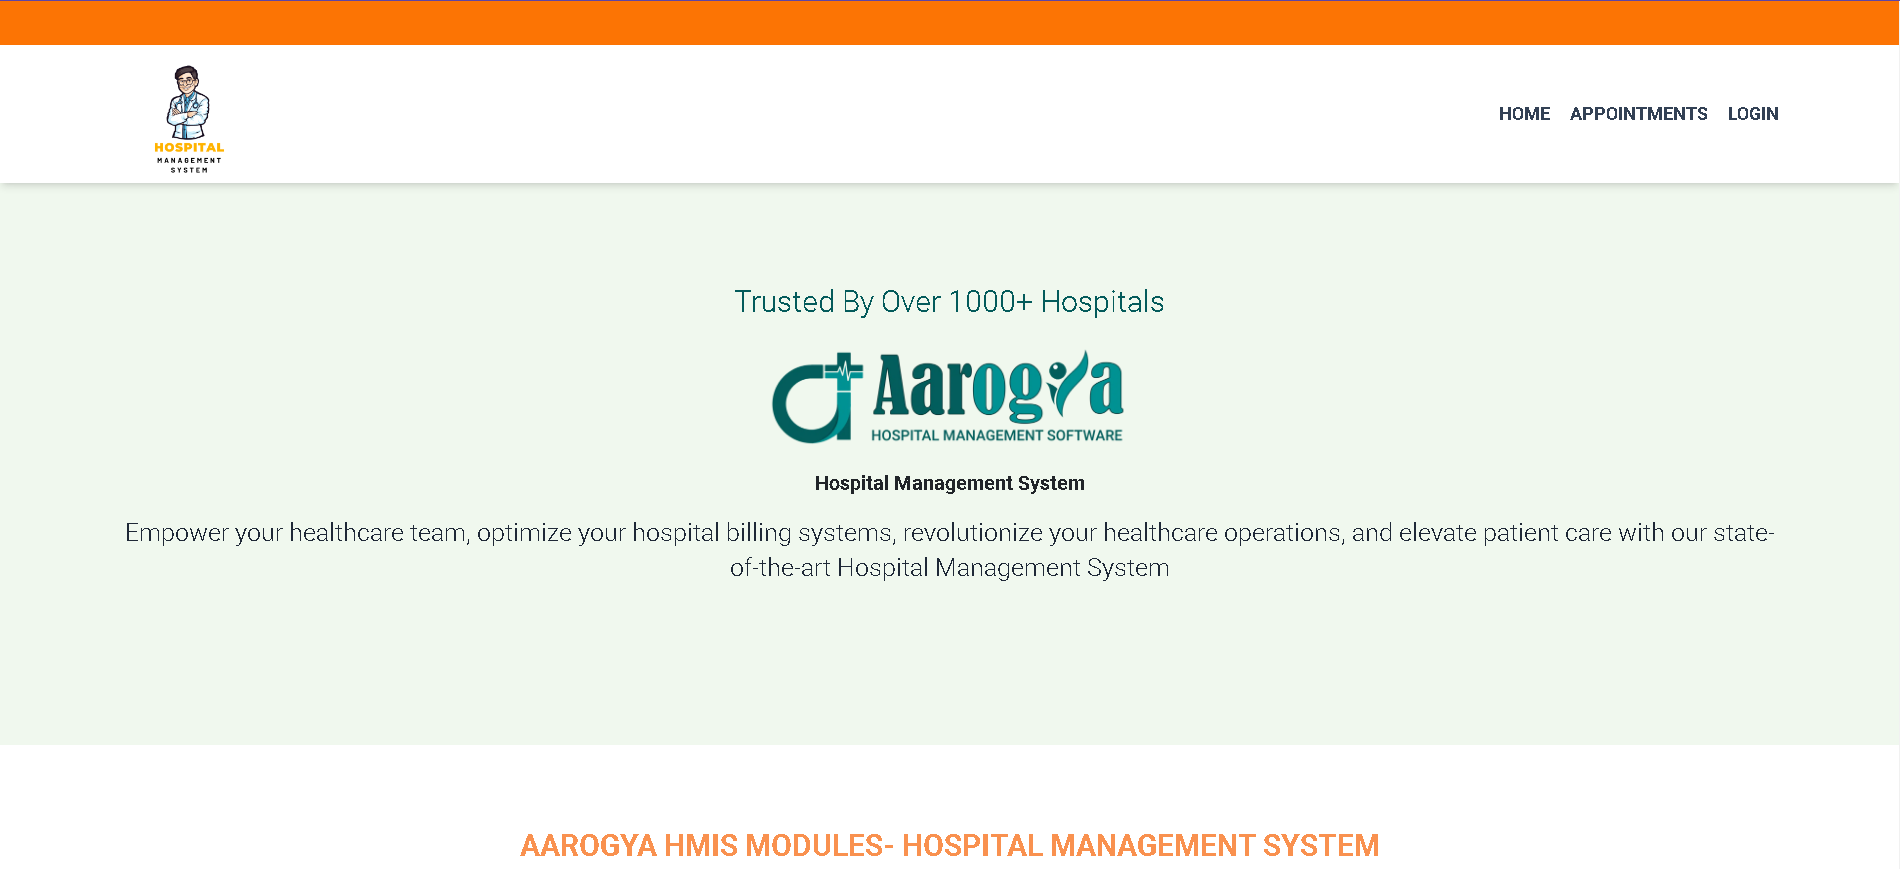 HOSPITAL
MANAGEMENT
SYSTEM
HOME APPOINTMENTS LOGIN
Trusted By Over 1000+ Hospitals
Aarogya
HOSPITAL MANAGEMENT SOFTWARE
Hospital Management System
Empower your healthcare team, optimize your hospital billing systems, revolutionize your healthcare operations, and elevate patient care with our state-
of-the-art Hospital Management System
AAROGYA HMIS MODULES- HOSPITAL MANAGEMENT SYSTEM